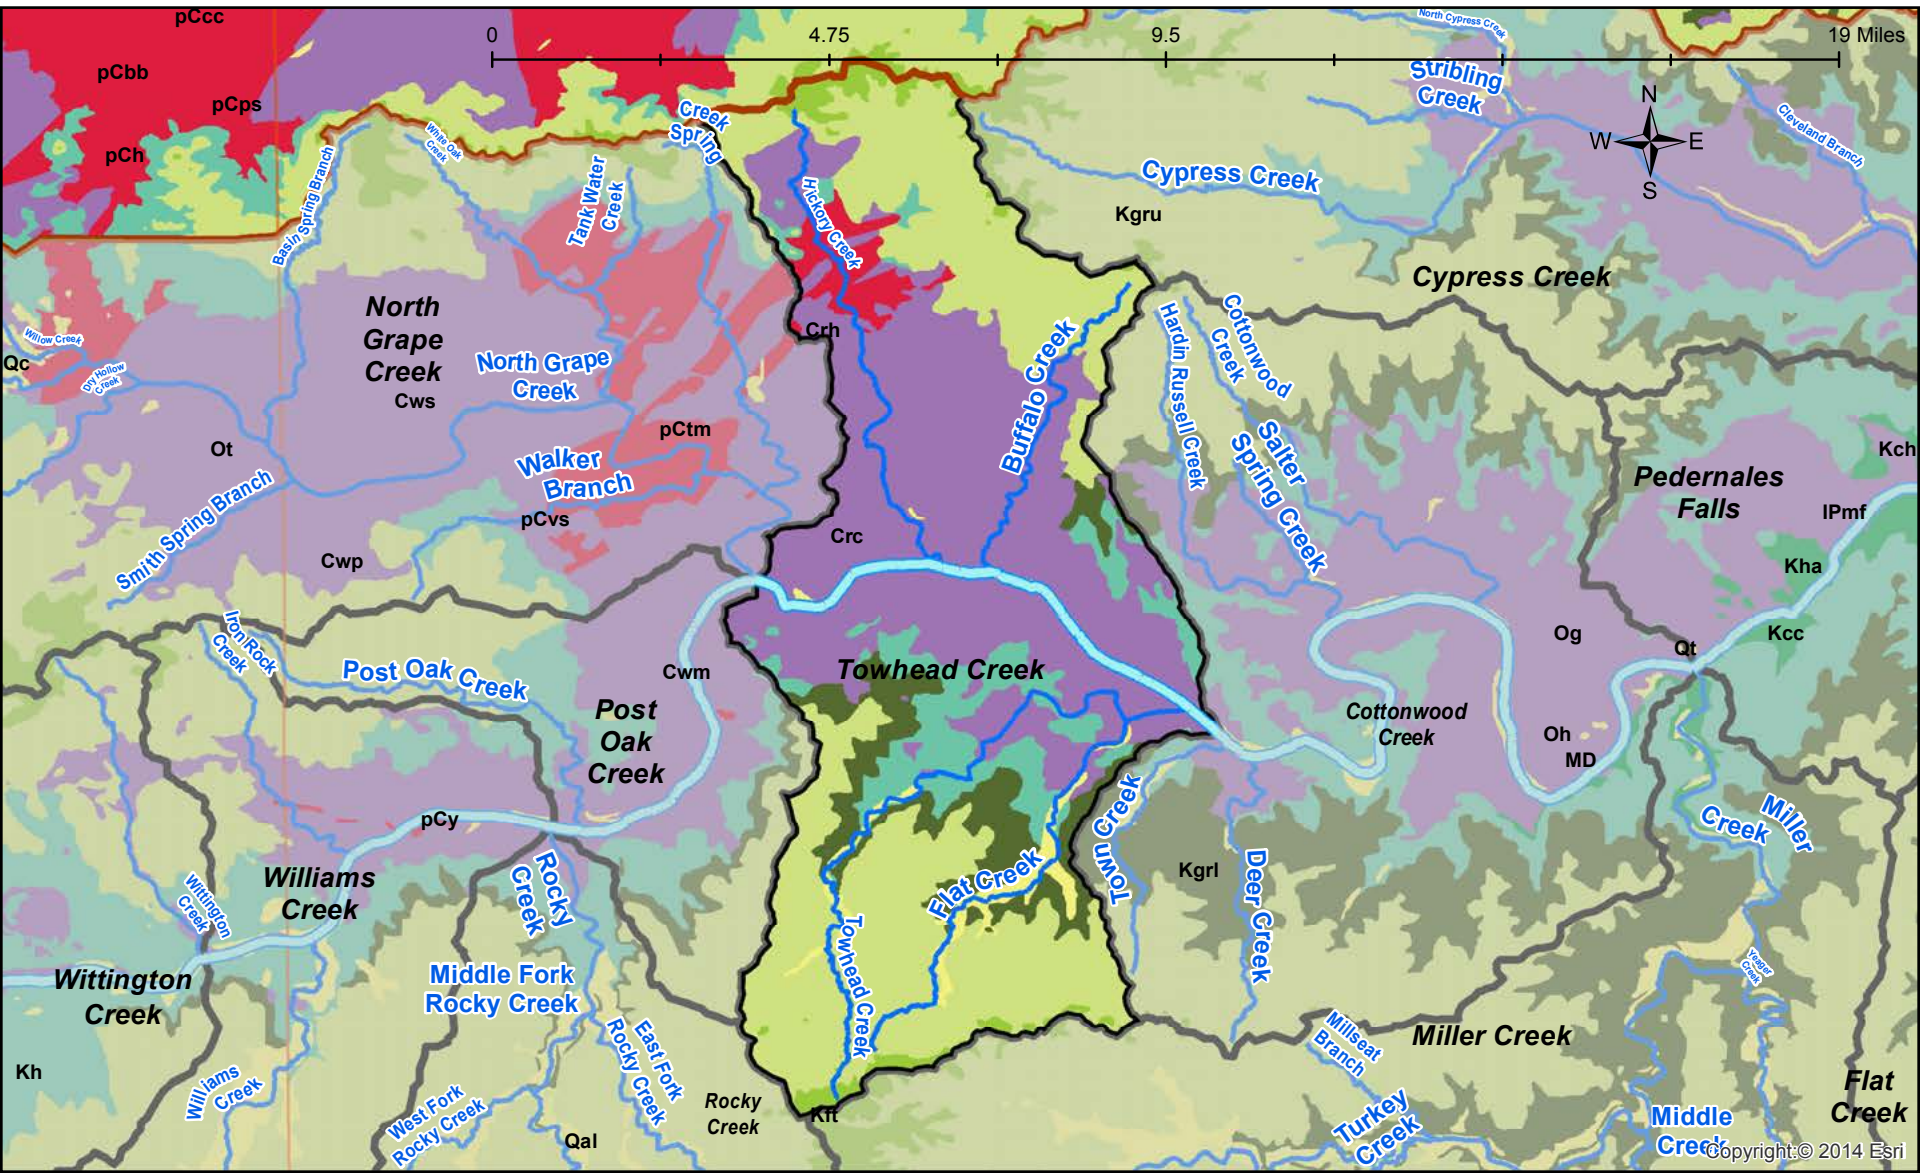 pCcc
North Cypress Creek
0
4.75
9.5
19 Miles
pCbb
Stribling
Creek
N
pCps
Creek
Spring
White Oak
Creek
W
E
Cleveland Branch
pCh
S
Basin Spring Branch
Tank Water
Creek
Hickory Creek
Cypress Creek
Kgru
Cypress Creek
North
Grape
Creek
Cws
Willow Creek
Qc
Dry Hollow
Creek
North Grape
Creek
Crh
Buffalo Creek
Hardin Russell Creek
Cottonwood
Creek
Ot
pCtm
Walker
Branch
Salter
Spring Creek
Kch
Pedernales
Falls
IPmf
Smith Spring Branch
pCvs
Cwp
Crc
Kha
Iron Rock
Creek
Og
Kcc
Qt
Post Oak Creek
Cwm
Towhead Creek
Post
Oak
Creek
Cottonwood
Creek
Oh
MD
pCy
Town Creek
Miller
Creek
Williams
Creek
Wittington
Creek
Rocky
Creek
Flat Creek
Kgrl
Deer Creek
Wittington
Creek
Middle Fork
Rocky Creek
Towhead Creek
Yeager
Creek
Kh
Williams
Creek
East Fork
Rocky Creek
Millseat
Branch
Miller Creek
West Fork
Rocky Creek
Rocky
Creek
Kft
Turkey
Creek
Flat
Creek
Qal
Middle
Creek
Copyright:© 2014 Esri